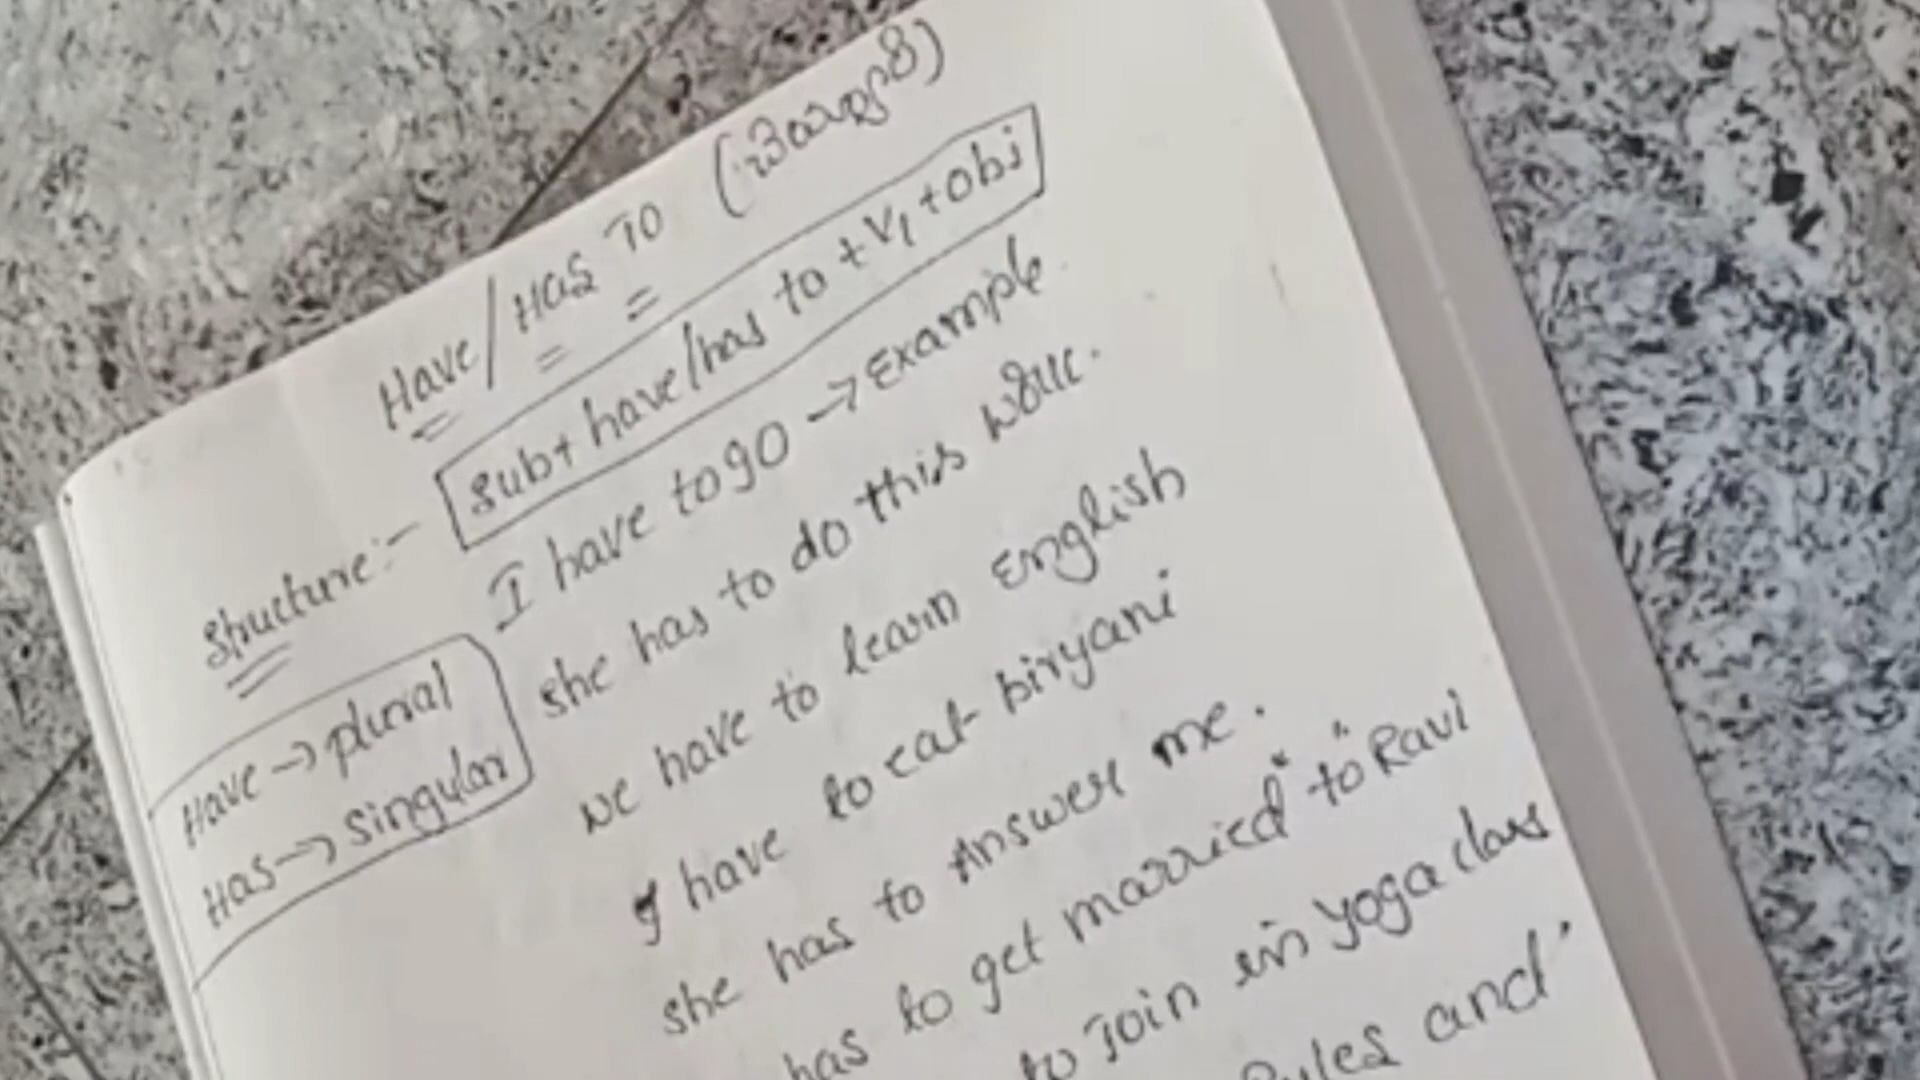 Have/Has To (చేయాల్సి)
Structure:- sub+ have/has to + V1 + obj
I have to go → Example.
she has to do this work.
we have to learn English
I have to eat biryani
she has to Answer me.
has to get married" "to Ravi
to Join in yoga class
Rules and
Have → plural
Has → singular